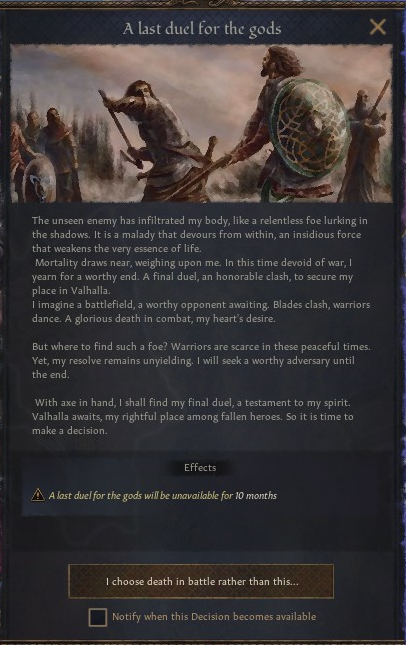 A last duel for the gods
The unseen enemy has infiltrated my body, like a relentless foe lurking in
the shadows. It is a malady that devours from within, an insidious force
that weakens the very essence of life.
Mortality draws near, weighing upon me. In this time devoid of war, I
yearn for a worthy end. A final duel, an honorable clash, to secure my
place in Valhalla.
I imagine a battlefield, a worthy opponent awaiting. Blades clash, warriors
dance. A glorious death in combat, my heart's desire.
But where to find such a foe? Warriors are scarce in these peaceful times.
Yet, my resolve remains unyielding. I will seek a worthy adversary until
the end.
With axe in hand, I shall find my final duel, a testament to my spirit.
Valhalla awaits, my rightful place among fallen heroes. So it is time to
make a decision.
Effects
A last duel for the gods will be unavailable for 10 months
I choose death in battle rather than this...
Notify when this Decision becomes available